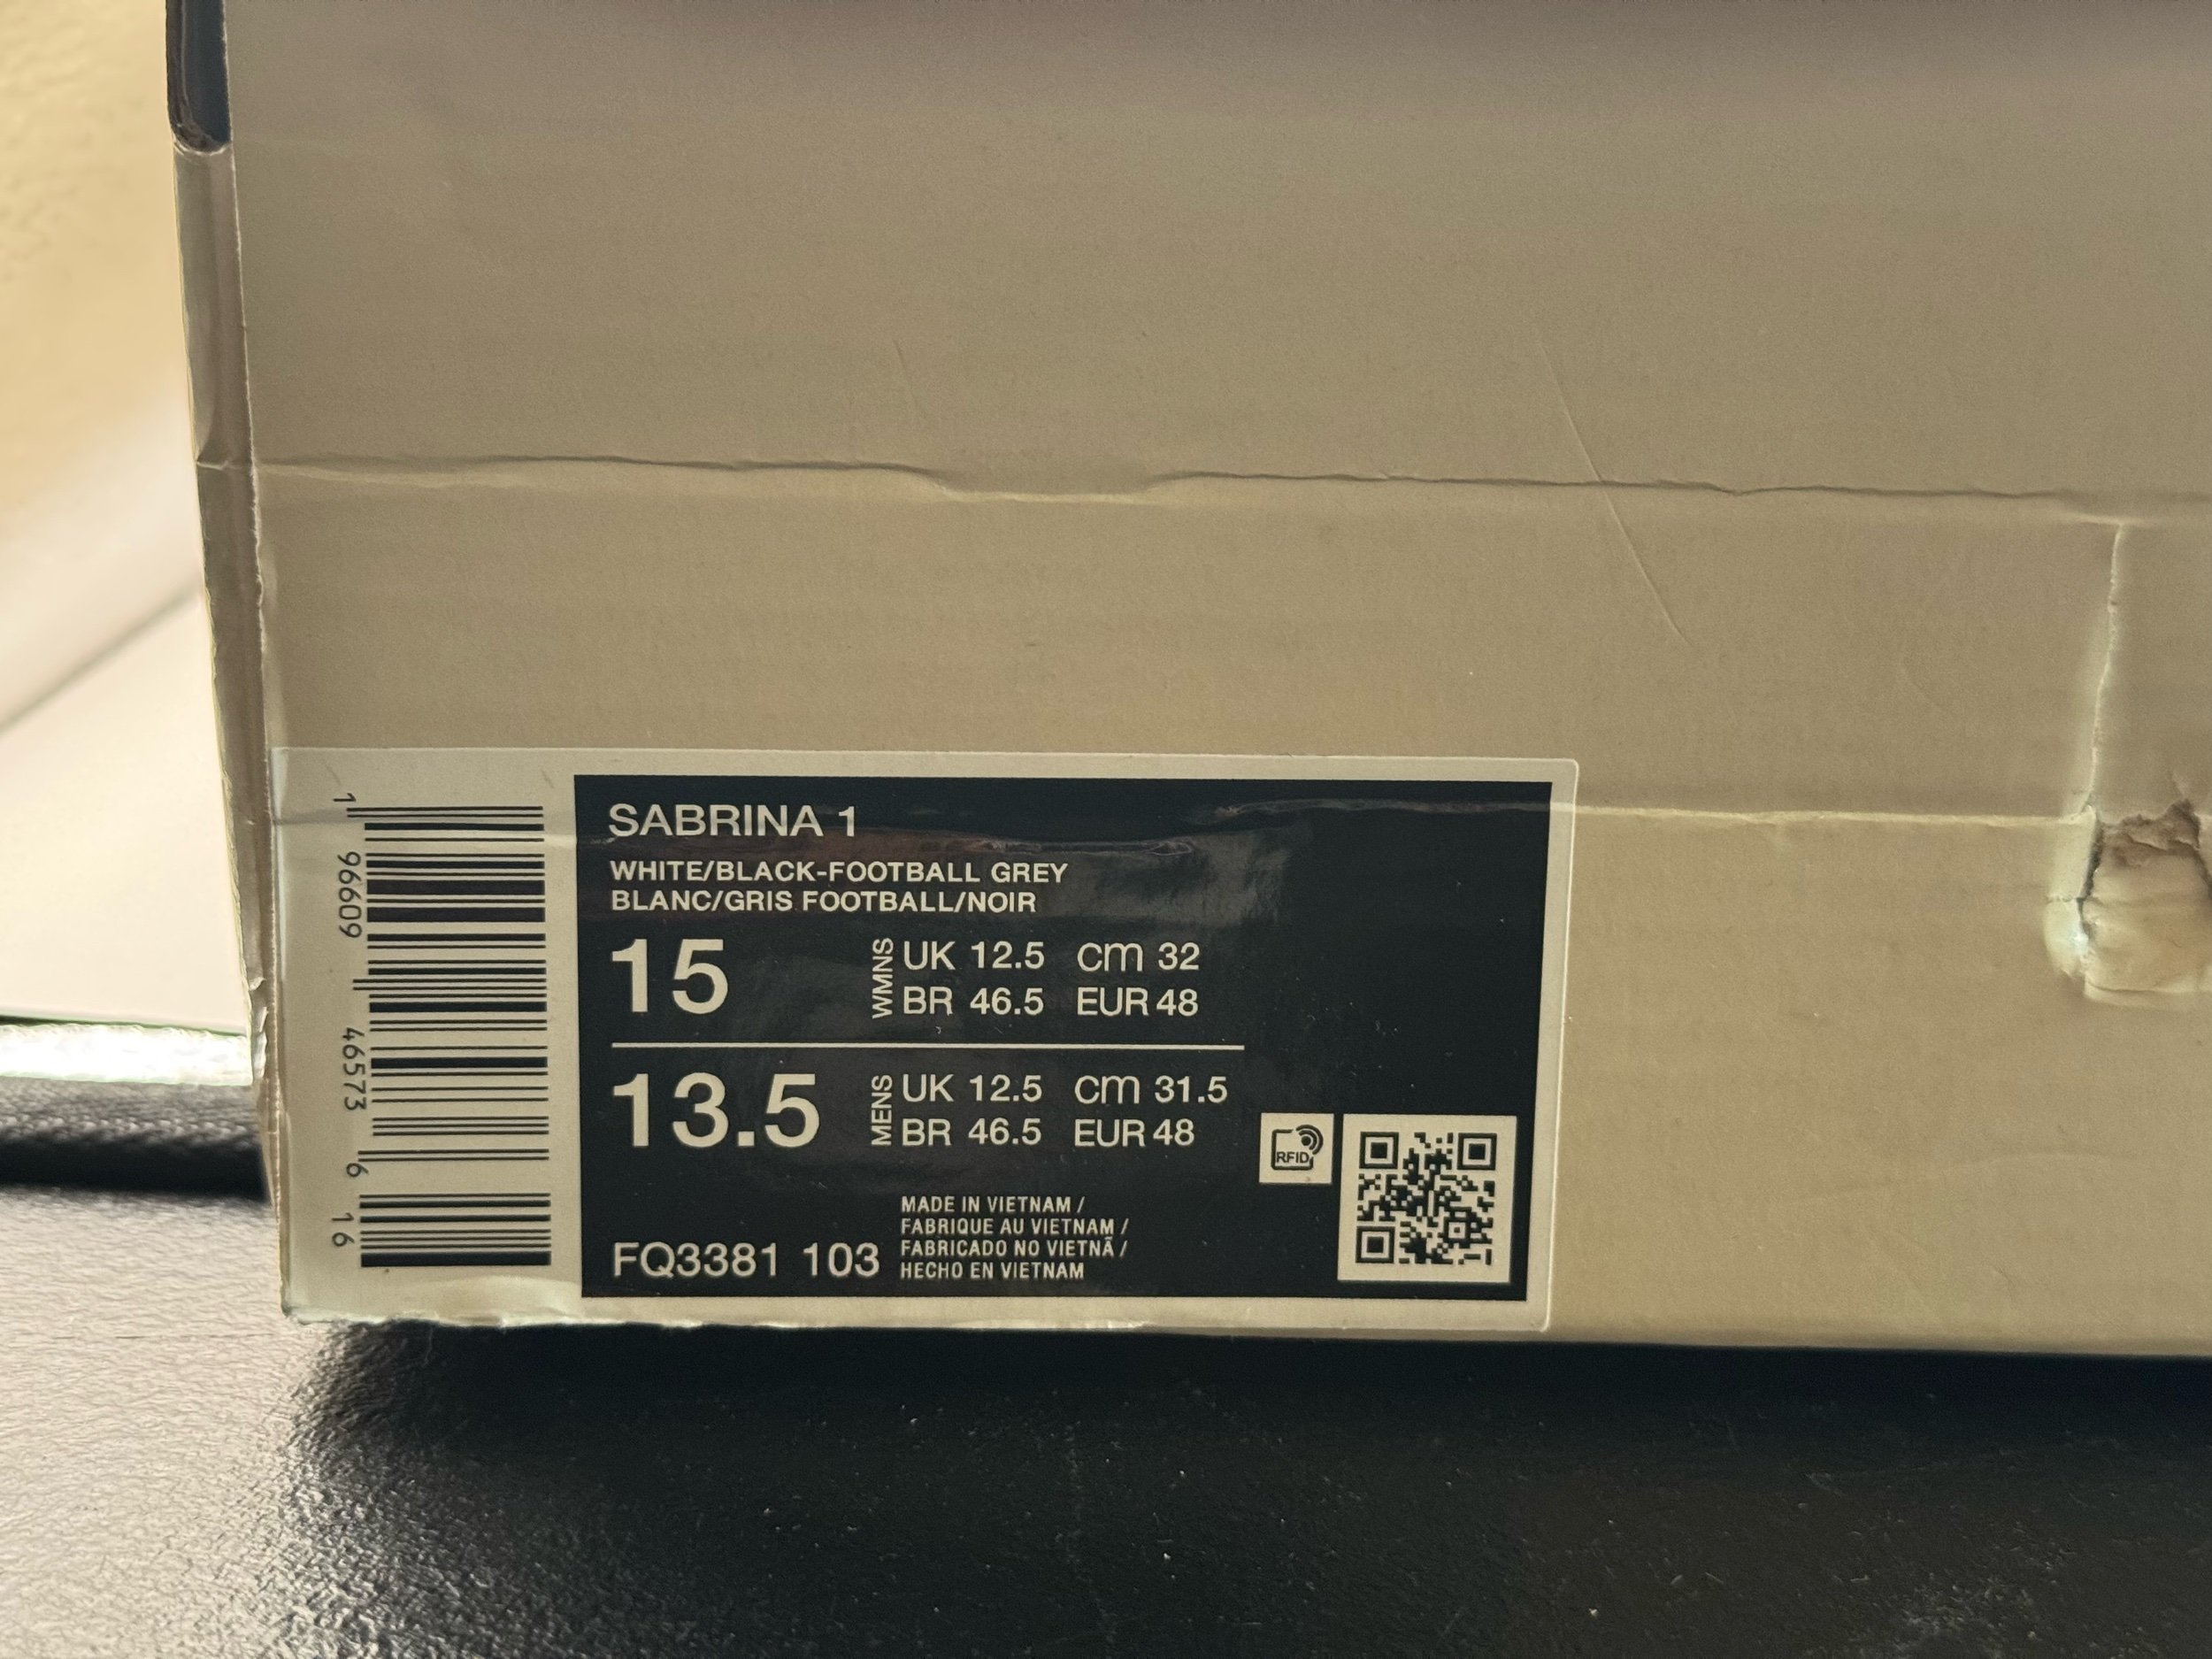 1 96609 46573 6 16
SABRINA 1
WHITE/BLACK-FOOTBALL GREY
BLANC/GRIS FOOTBALL/NOIR
15 WMNS UK 12.5 cm 32
BR 46.5 EUR 48
13.5 MENS UK 12.5 cm 31.5
BR 46.5 EUR 48
RFID
FQ3381 103
MADE IN VIETNAM /
FABRIQUE AU VIETNAM /
FABRICADO NO VIETNÃ /
HECHO EN VIETNAM